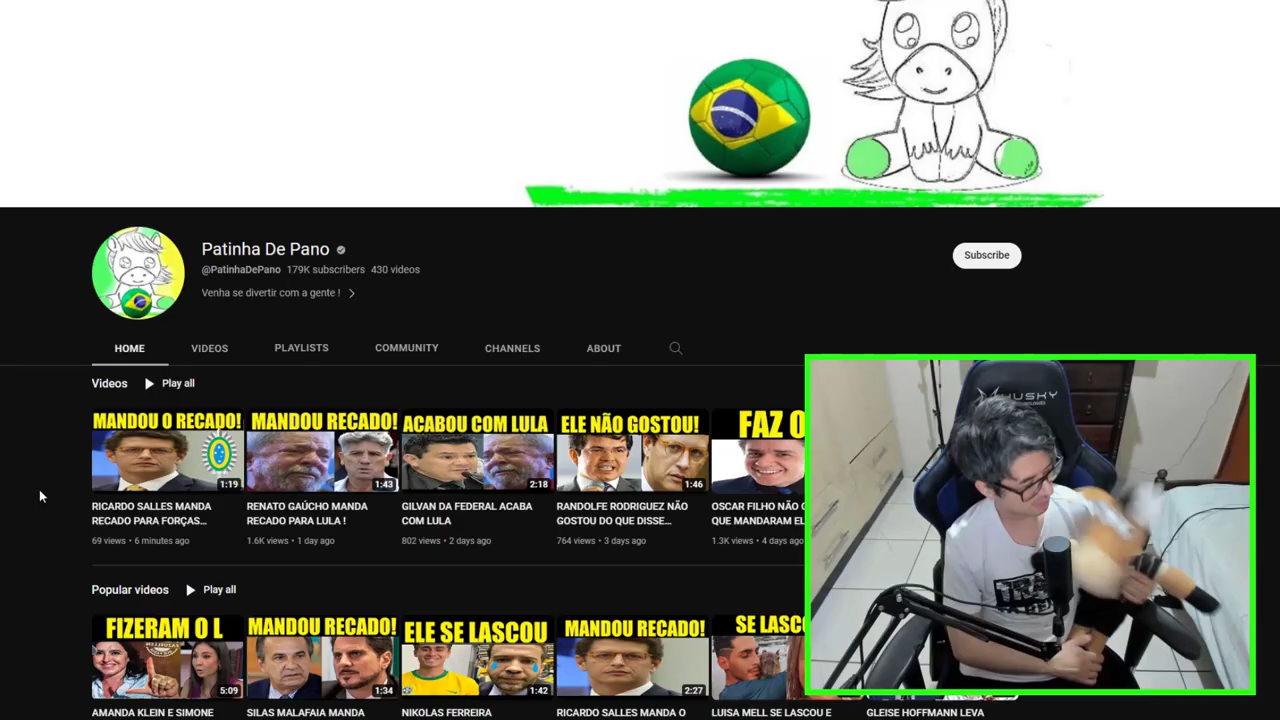 Patinha De Pano
@PatinhaDePano 179K subscribers 430 videos
Venha se divertir com a gente !
Subscribe
HOME VIDEOS PLAYLISTS COMMUNITY CHANNELS ABOUT
Videos Play all
MANDOU O RECADO! MANDOU RECADO! ACABOU COM LULA ELE NÃO GOSTOU! FAZ O
1:19 1:43 2:18 1:46
RICARDO SALLES MANDA RECADO PARA FORÇAS...
69 views • 6 minutes ago
RENATO GAÚCHO MANDA RECADO PARA LULA !
1.6K views • 1 day ago
GILVAN DA FEDERAL ACABA COM LULA
802 views • 2 days ago
RANDOLFE RODRIGUEZ NÃO GOSTOU DO QUE DISSE...
764 views • 3 days ago
OSCAR FILHO NÃO
QUE MANDARAM EL
1.3K views • 4 days ago
HUSKY
Popular videos Play all
FIZERAM O L MANDOU RECADO! ELE SE LASCOU MANDOU RECADO! SE LASC
5:09 1:34 1:42 2:27
AMANDA KLEIN E SIMONE SILAS MALAFAIA MANDA NIKOLAS FERREIRA RICARDO SALLES MANDA O LUISA MELL SE LASCOU E GLEISE HOFFMANN LEVA